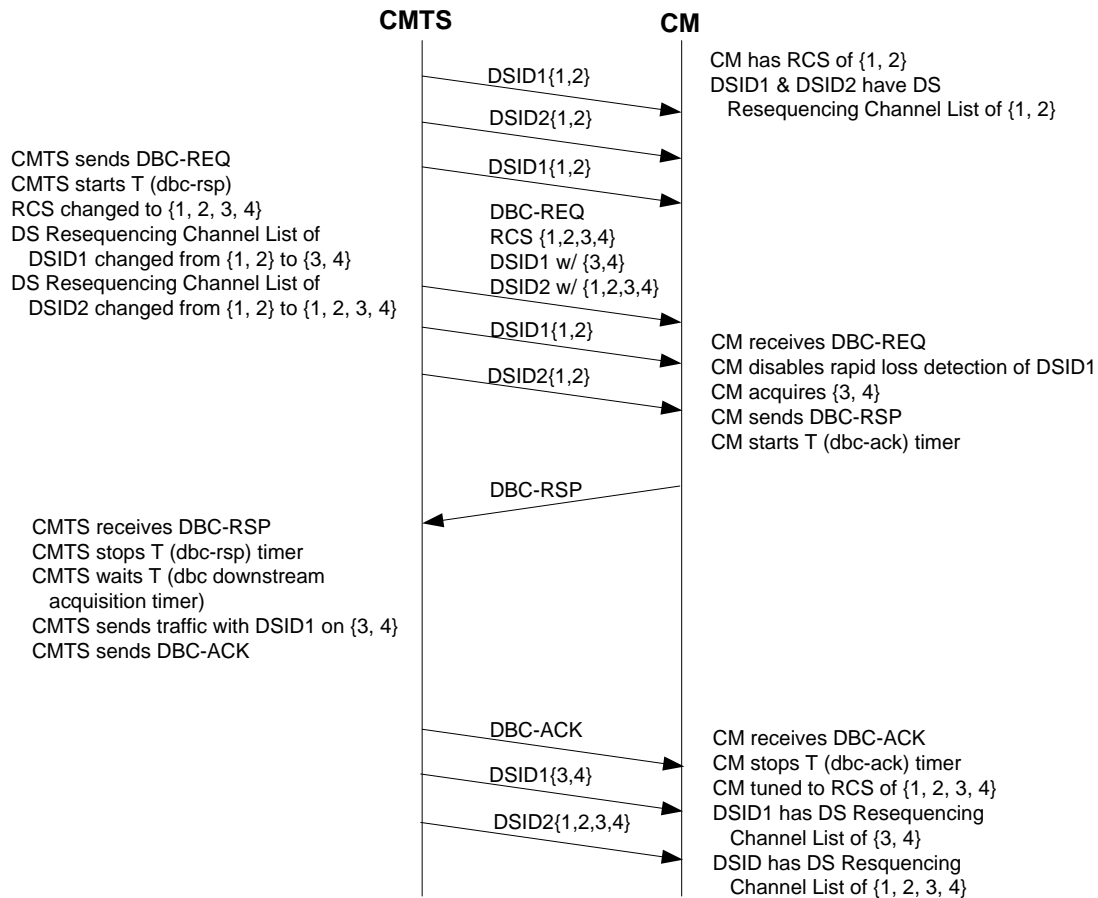 CMTS
CM
DSID1{1,2}
CM has RCS of {1, 2}
DSID1 & DSID2 have DS
Resequencing Channel List of {1, 2}
DSID2{1,2}
DSID1{1,2}
CMTS sends DBC-REQ
CMTS starts T (dbc-rsp)
RCS changed to {1, 2, 3, 4}
DS Resequencing Channel List of
DSID1 changed from {1, 2} to {3, 4}
DS Resequencing Channel List of
DSID2 changed from {1, 2} to {1, 2, 3, 4}
DBC-REQ
RCS {1,2,3,4}
DSID1 w/ {3,4}
DSID2 w/ {1,2,3,4}
DSID1{1,2}
DSID2{1,2}
CM receives DBC-REQ
CM disables rapid loss detection of DSID1
CM acquires {3, 4}
CM sends DBC-RSP
CM starts T (dbc-ack) timer
DBC-RSP
CMTS receives DBC-RSP
CMTS stops T (dbc-rsp) timer
CMTS waits T (dbc downstream
acquisition timer)
CMTS sends traffic with DSID1 on {3, 4}
CMTS sends DBC-ACK
DBC-ACK
DSID1{3,4}
DSID2{1,2,3,4}
CM receives DBC-ACK
CM stops T (dbc-ack) timer
CM tuned to RCS of {1, 2, 3, 4}
DSID1 has DS Resequencing
Channel List of {3, 4}
DSID has DS Resquencing
Channel List of {1, 2, 3, 4}